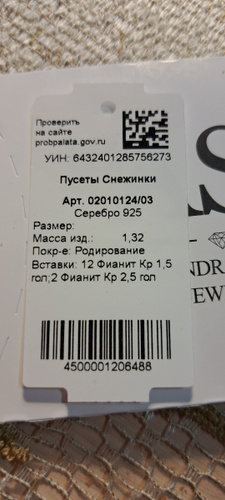 Проверить
на сайте
probpalata.gov.ru
УИН: 6432401285756273
Пусеты Снежинки
Арт. 02010124/03
Серебро 925
Размер:
Масса изд.: 1,32
Покр-е: Родирование
Вставки: 12 Фианит Кр 1,5
гол;2 Фианит Кр 2,5 гол
4500001206488